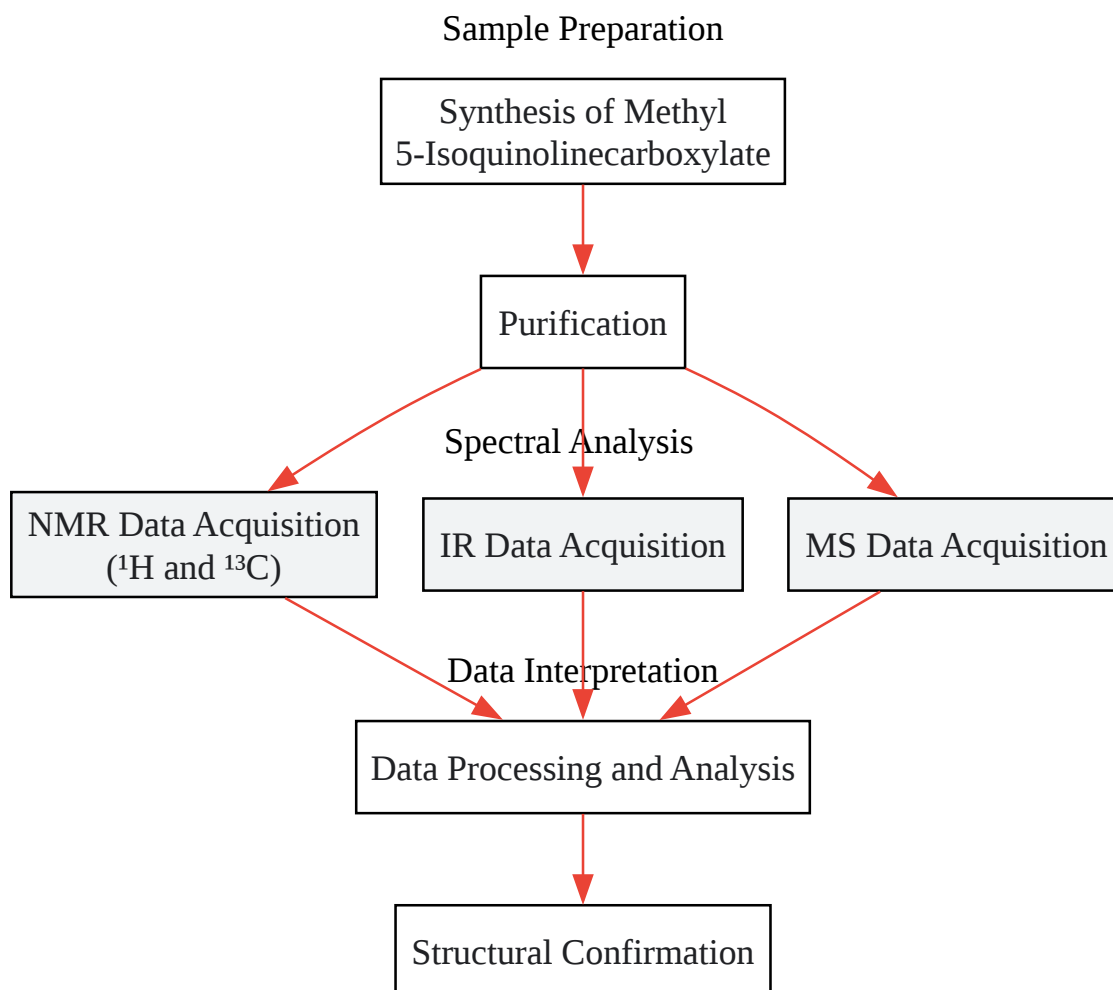 Sample Preparation
Synthesis of Methyl
5-Isoquinolinecarboxylate
Purification
Spectral Analysis
NMR Data Acquisition
(¹H and ¹³C)
IR Data Acquisition
MS Data Acquisition
Data Interpretation
Data Processing and Analysis
Structural Confirmation